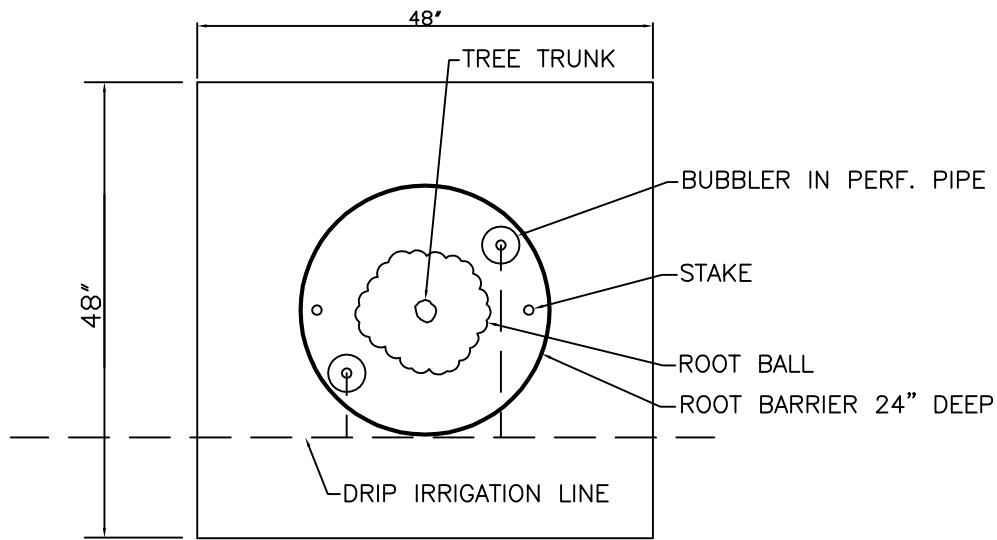 48"
TREE TRUNK
BUBBLER IN PERF. PIPE
STAKE
48"
ROOT BALL
ROOT BARRIER 24” DEEP
DRIP IRRIGATION LINE